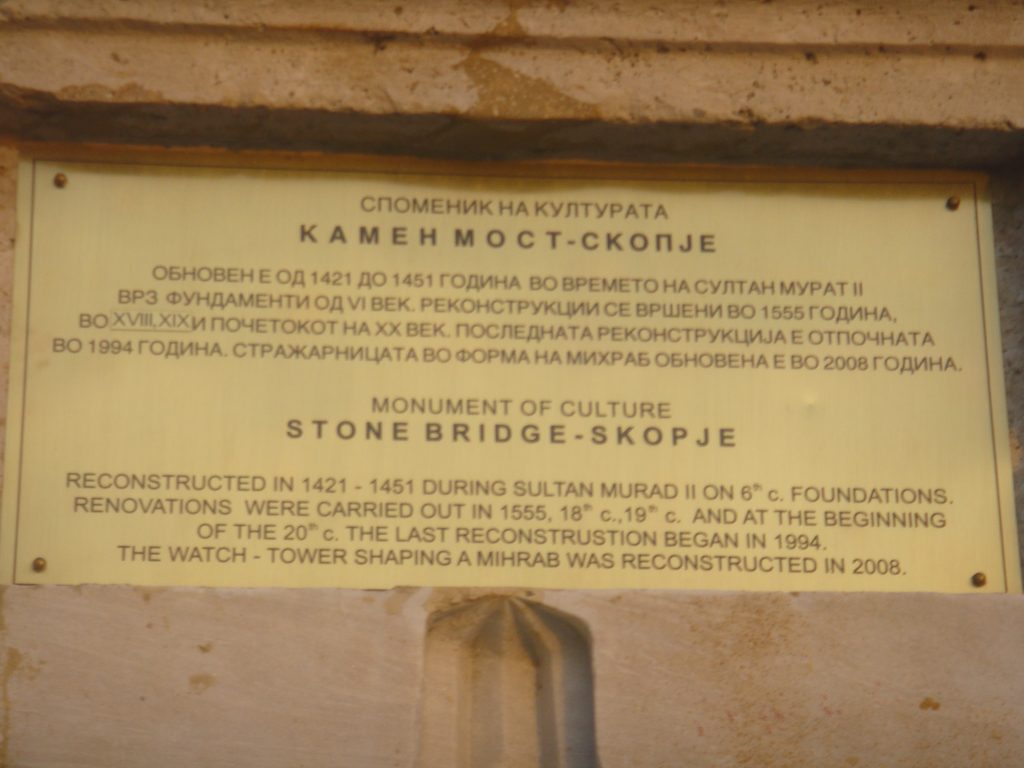 СПОМЕНИК НА КУЛТУРАТА
КАМЕН МОСТ-СКОПЈЕ
ОБНОВЕН Е ОД 1421 ДО 1451 ГОДИНА ВО ВРЕМЕТО НА СУЛТАН МУРАТ II
ВРЗ ФУНДАМЕНТИ ОД VI ВЕК. РЕКОНСТРУКЦИИ СЕ ВРШЕНИ ВО 1555 ГОДИНА,
ВО XVIII, XIX И ПОЧЕТОКОТ НА XX ВЕК. ПОСЛЕДНАТА РЕКОНСТРУКЦИЈА Е ОТПОЧНАТА
ВО 1994 ГОДИНА. СТРАЖАРНИЦАТА ВО ФОРМА НА МИХРАБ ОБНОВЕНА Е ВО 2008 ГОДИНА.
MONUMENT OF CULTURE
STONE BRIDGE-SKOPJE
RECONSTRUCTED IN 1421 - 1451 DURING SULTAN MURAD II ON 6th c. FOUNDATIONS.
RENOVATIONS WERE CARRIED OUT IN 1555, 18th c.,19th c. AND AT THE BEGINNING
OF THE 20th c. THE LAST RECONSTRUSTION BEGAN IN 1994.
THE WATCH - TOWER SHAPING A MIHRAB WAS RECONSTRUCTED IN 2008.